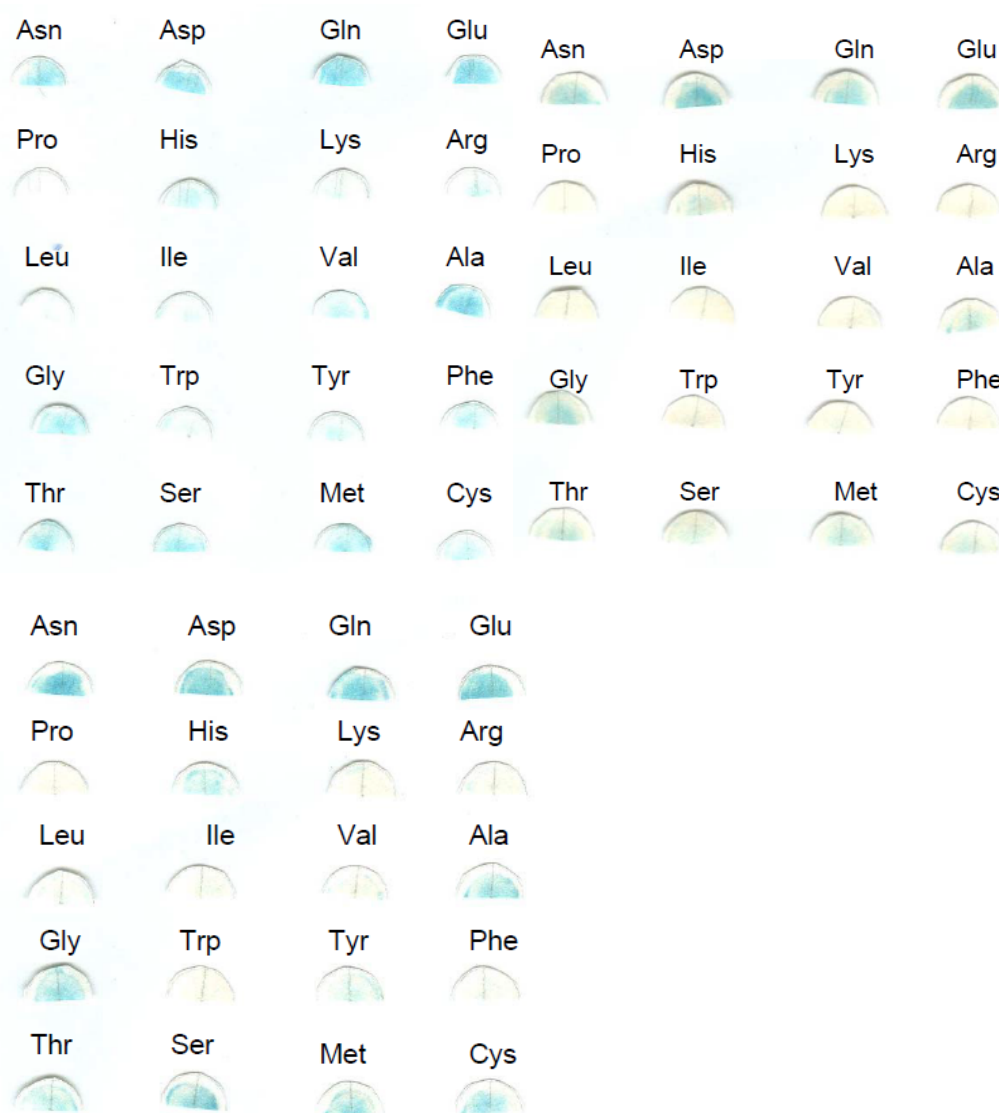 Asn Asp Gln Glu
Pro His Lys Arg
Leu Ile Val Ala
Gly Trp Tyr Phe
Thr Ser Met Cys
Asn Asp Gln Glu
Pro His Lys Arg
Leu Ile Val Ala
Gly Trp Tyr Phe
Thr Ser Met Cys
Asn Asp Gln Glu
Pro His Lys Arg
Leu Ile Val Ala
Gly Trp Tyr Phe
Thr Ser Met Cys